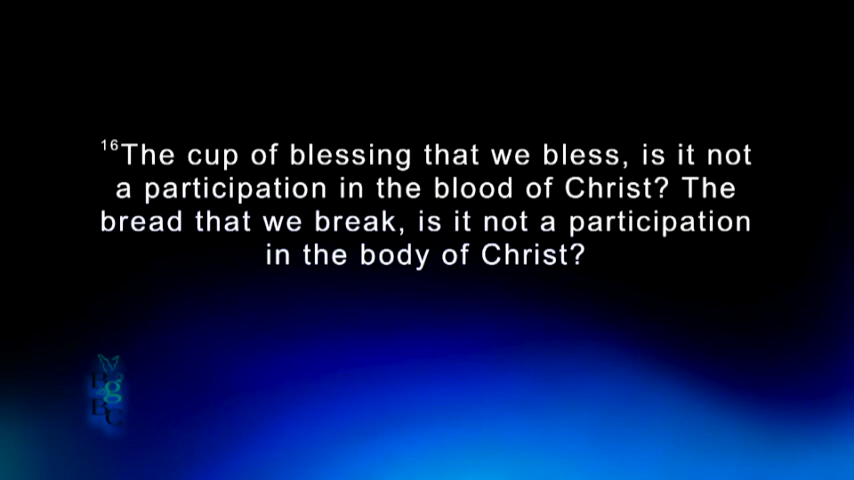 16The cup of blessing that we bless, is it not
a participation in the blood of Christ? The
bread that we break, is it not a participation
in the body of Christ?